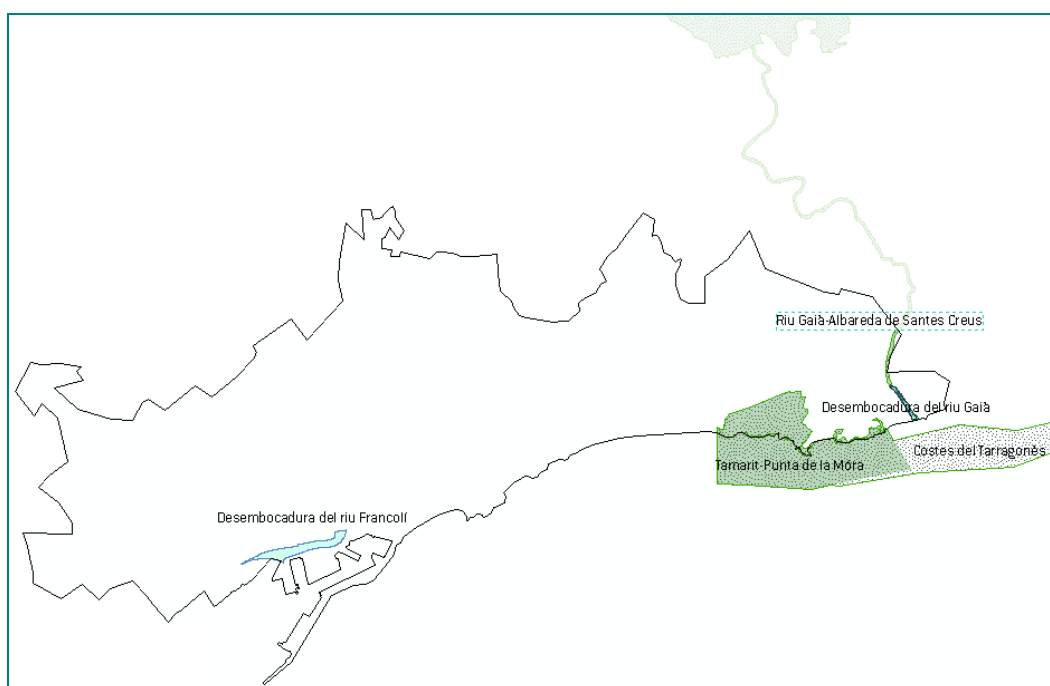 Riu Gaià-Albareda de Santes Creus
Desembocadura del riu Gaià
Costes del Tarragonès
Tamarit-Punta de la Móra
Desembocadura del riu Francolí